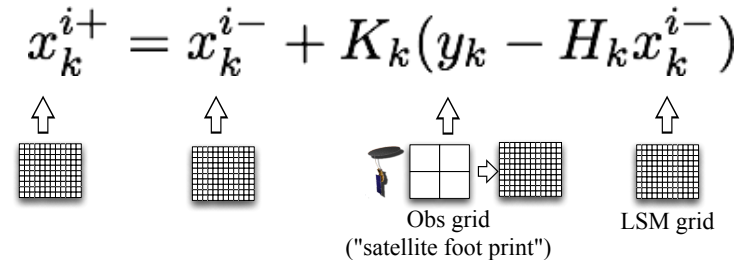 x_k^{i+} = x_k^{i-} + K_k(y_k − H_k x_k^{i-})
Obs grid
("satellite foot print")
LSM grid